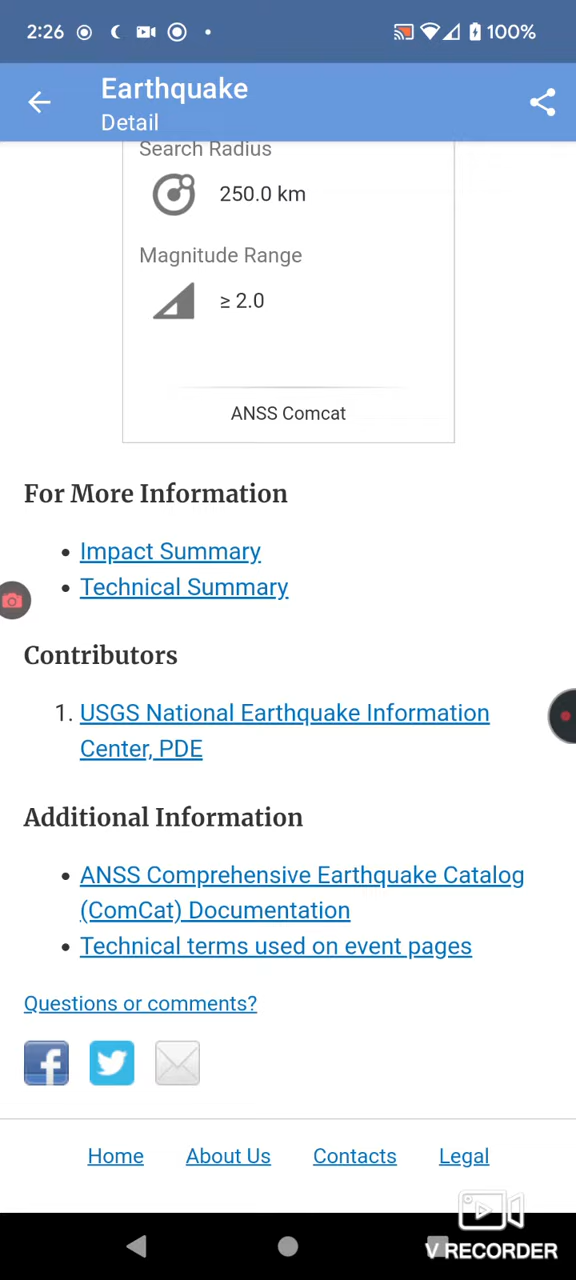 2:26
100%
Earthquake
Detail
Search Radius
250.0 km
Magnitude Range
≥ 2.0
ANSS Comcat
For More Information
• Impact Summary
• Technical Summary
Contributors
1. USGS National Earthquake Information
Center, PDE
Additional Information
• ANSS Comprehensive Earthquake Catalog
(ComCat) Documentation
• Technical terms used on event pages
Questions or comments?
Home About Us Contacts Legal
V RECORDER